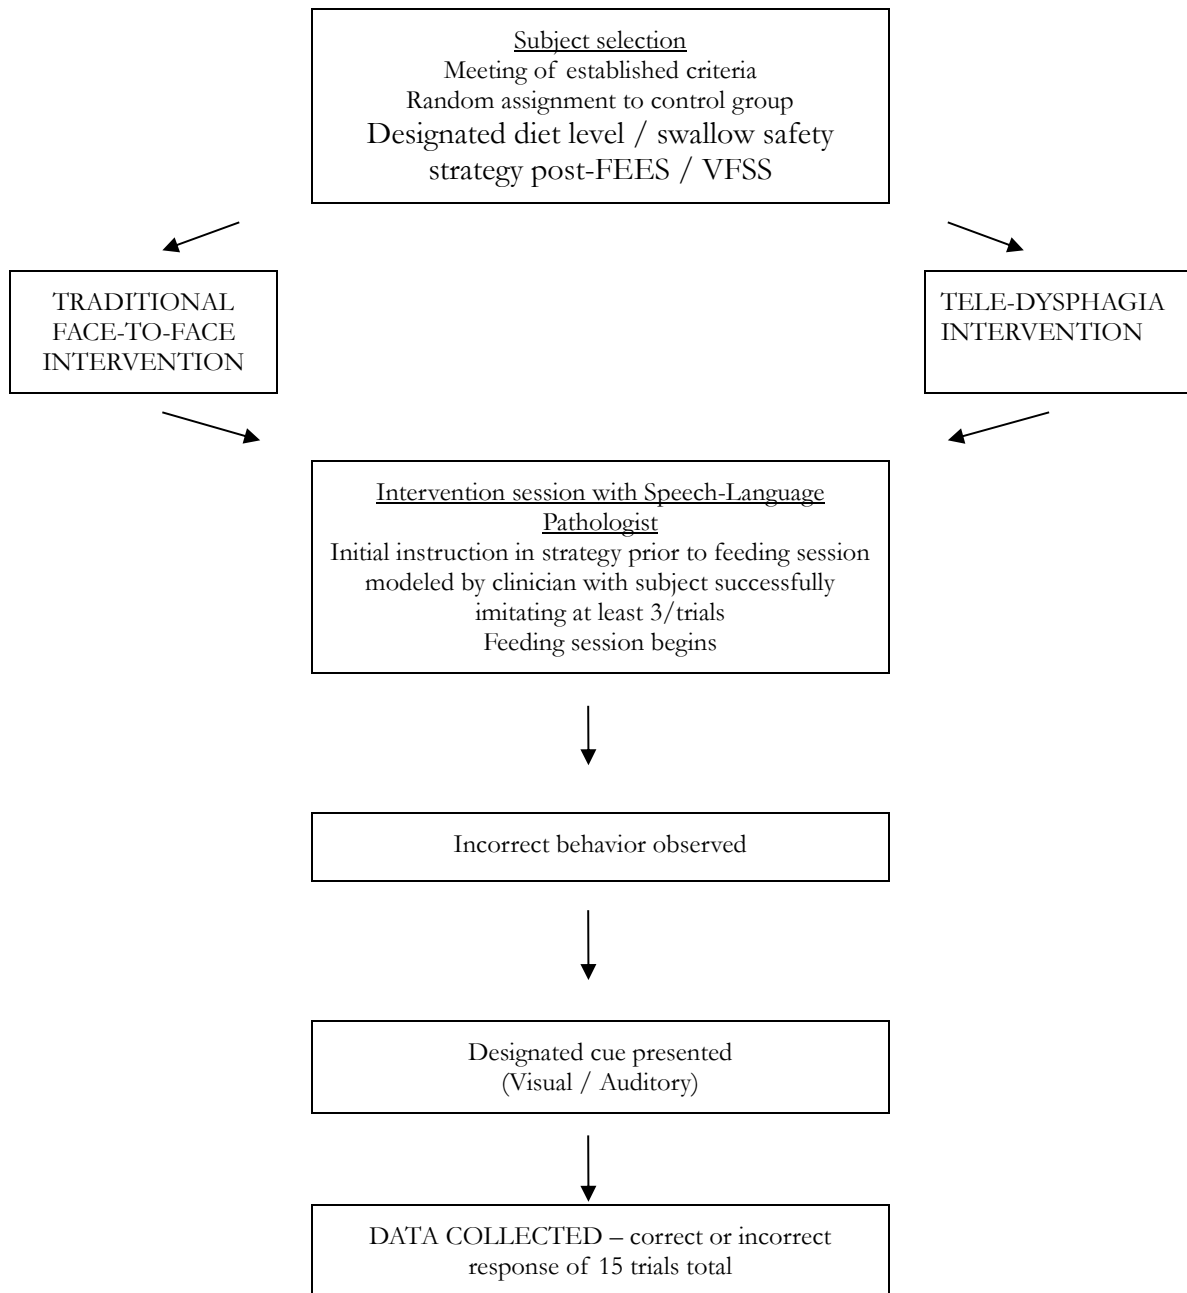 Subject selection
Meeting of established criteria
Random assignment to control group
Designated diet level / swallow safety
strategy post-FEES / VFSS
TRADITIONAL
FACE-TO-FACE
INTERVENTION
TELE-DYSPHAGIA
INTERVENTION
Intervention session with Speech-Language
Pathologist
Initial instruction in strategy prior to feeding session
modeled by clinician with subject successfully
imitating at least 3/trials
Feeding session begins
Incorrect behavior observed
Designated cue presented
(Visual / Auditory)
DATA COLLECTED – correct or incorrect
response of 15 trials total